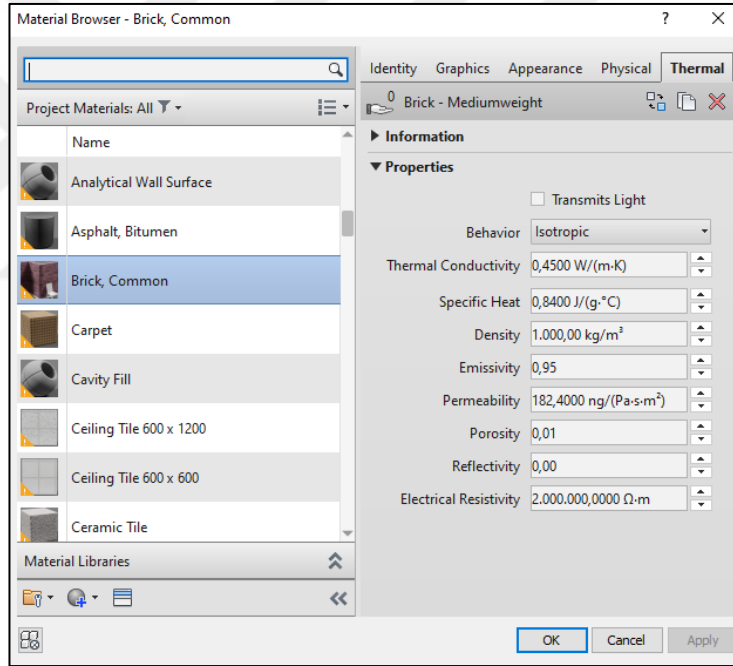 Material Browser - Brick, Common
? X
Project Materials: All
Name
Analytical Wall Surface
Asphalt, Bitumen
Brick, Common
Carpet
Cavity Fill
Ceiling Tile 600 x 1200
Ceiling Tile 600 x 600
Ceramic Tile
Material Libraries
Identity Graphics Appearance Physical Thermal
0 Brick - Mediumweight
Information
Properties
Transmits Light
Behavior Isotropic
Thermal Conductivity 0,4500 W/(m·K)
Specific Heat 0,8400 J/(g·°C)
Density 1.000,00 kg/m³
Emissivity 0,95
Permeability 182,4000 ng/(Pa·s·m²)
Porosity 0,01
Reflectivity 0,00
Electrical Resistivity 2.000.000,0000 Ω·m
OK Cancel Apply